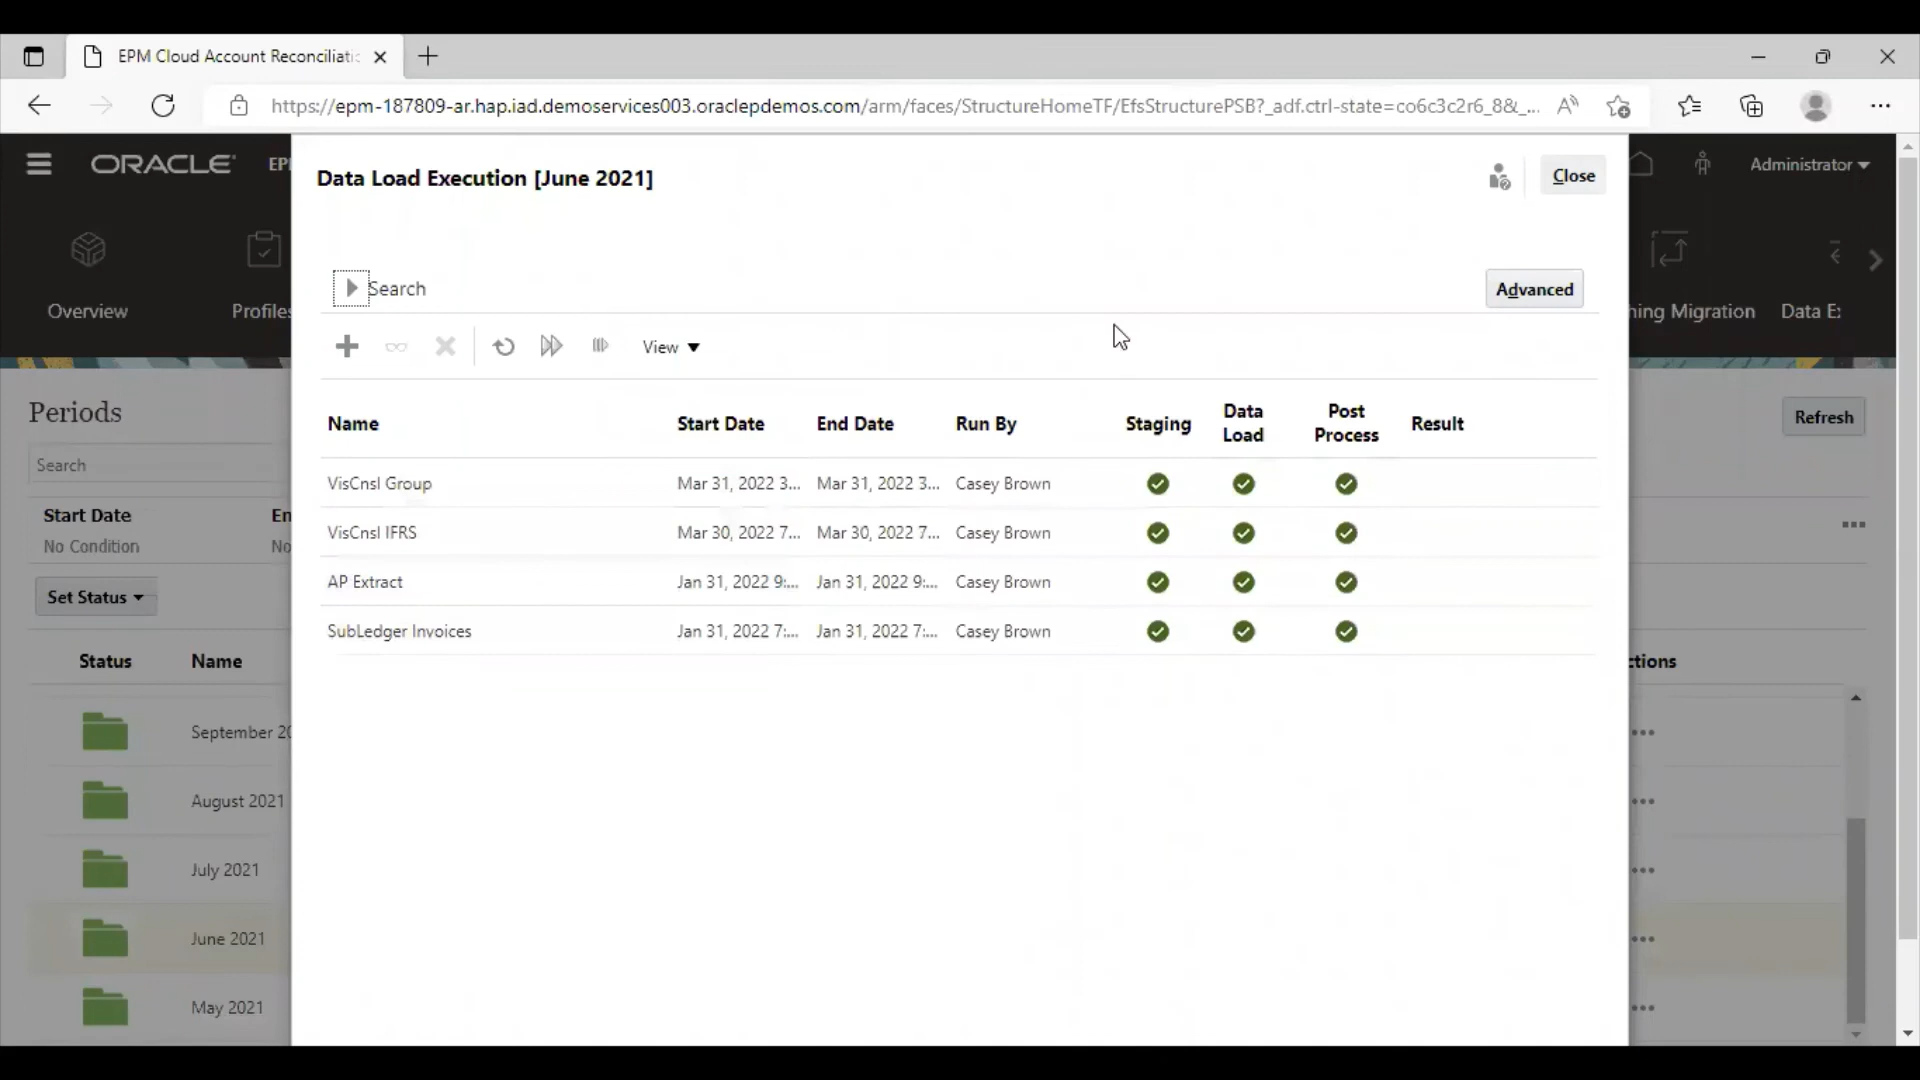 EPM Cloud Account Reconciliati
https://epm-187809-ar.hap.iad.demoservices003.oraclepdemos.com/arm/faces/StructureHomeTF/EfsStructurePSB?_adf.ctrl-state=co6c3c2r6_8&_...
ORACLE EPI
Administrator
Data Load Execution [June 2021]
Close
Overview
Profiles
hing Migration
Data E
Search
Advanced
View
Periods
Refresh
Search
Name Start Date End Date Run By Staging Data Load Post Process Result
VisCnsl Group Mar 31, 2022 3... Mar 31, 2022 3... Casey Brown
Start Date En
No Condition No
VisCnsl IFRS Mar 30, 2022 7... Mar 30, 2022 7... Casey Brown
AP Extract Jan 31, 2022 9:... Jan 31, 2022 9:... Casey Brown
Set Status
SubLedger Invoices Jan 31, 2022 7:... Jan 31, 2022 7:... Casey Brown
Status Name ctions
September 20
August 2021
July 2021
June 2021
May 2021